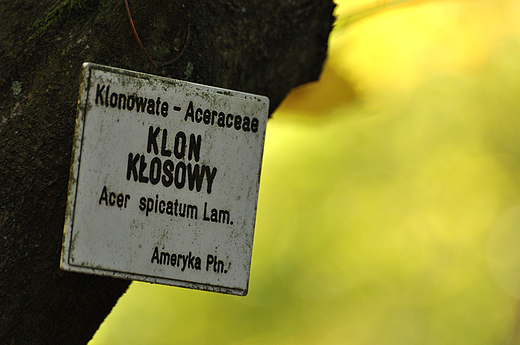 Klonowate - Aceraceae
KLON
KŁOSOWY
Acer spicatum Lam.
Ameryka Płn.